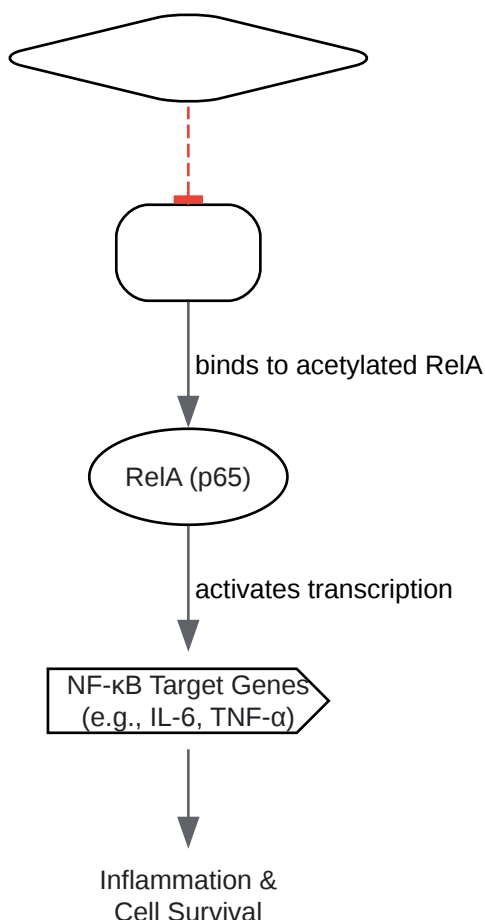 binds to acetylated RelA
RelA (p65)
activates transcription
NF-κB Target Genes
(e.g., IL-6, TNF-α)
Inflammation &
Cell Survival